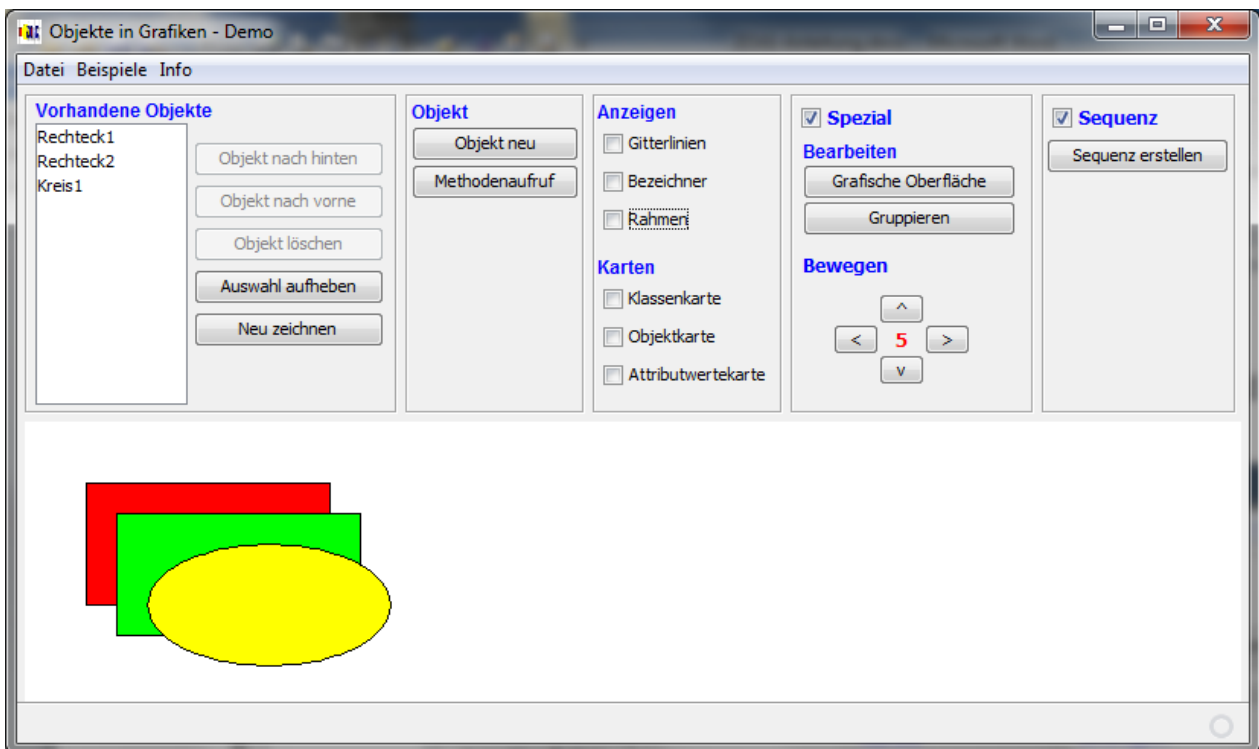 Objekte in Grafiken - Demo
Datei Beispiele Info
Vorhandene Objekte
Rechteck1
Rechteck2
Kreis1
Objekt nach hinten
Objekt nach vorne
Objekt löschen
Auswahl aufheben
Neu zeichnen
Objekt
Objekt neu
Methodenaufruf
Anzeigen
Gitterlinien
Bezeichner
Rahmen
Karten
Klassenkarte
Objektkarte
Attributwertekarte
Spezial
Bearbeiten
Grafische Oberfläche
Gruppieren
Bewegen
^
< 5 >
v
Sequenz
Sequenz erstellen